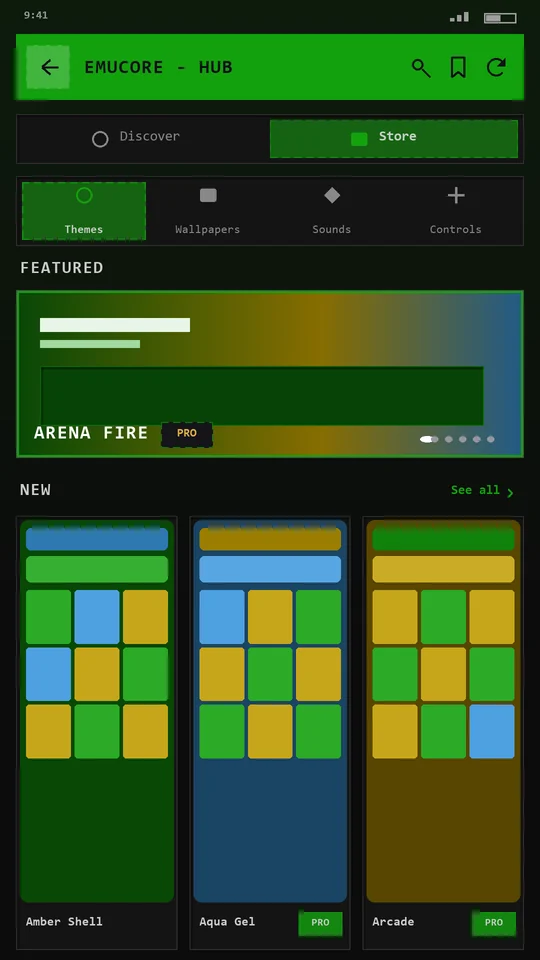 9:41
EMUCORE - HUB
Discover
Store
Themes
Wallpapers
Sounds
Controls
FEATURED
ARENA FIRE
PRO
NEW
See all
Amber Shell
Aqua Gel
PRO
Arcade
PRO